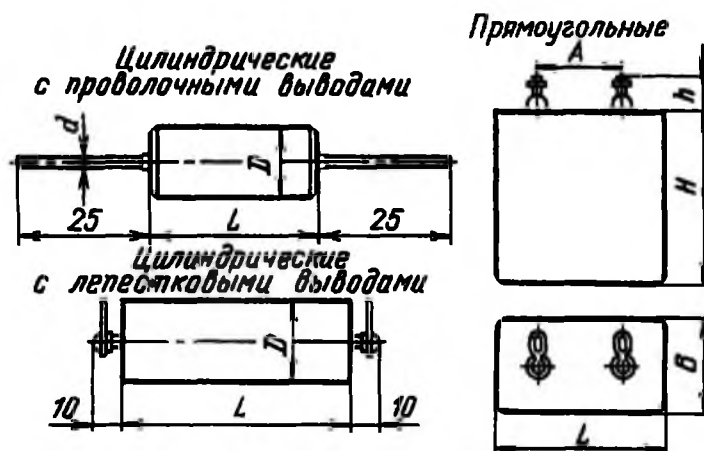 Цилиндрические
с проволочными выводами
d
D
25
L
25
Цилиндрические
с лепестковыми выводами
D
10
L
10
Прямоугольные
A
h
H
B
L